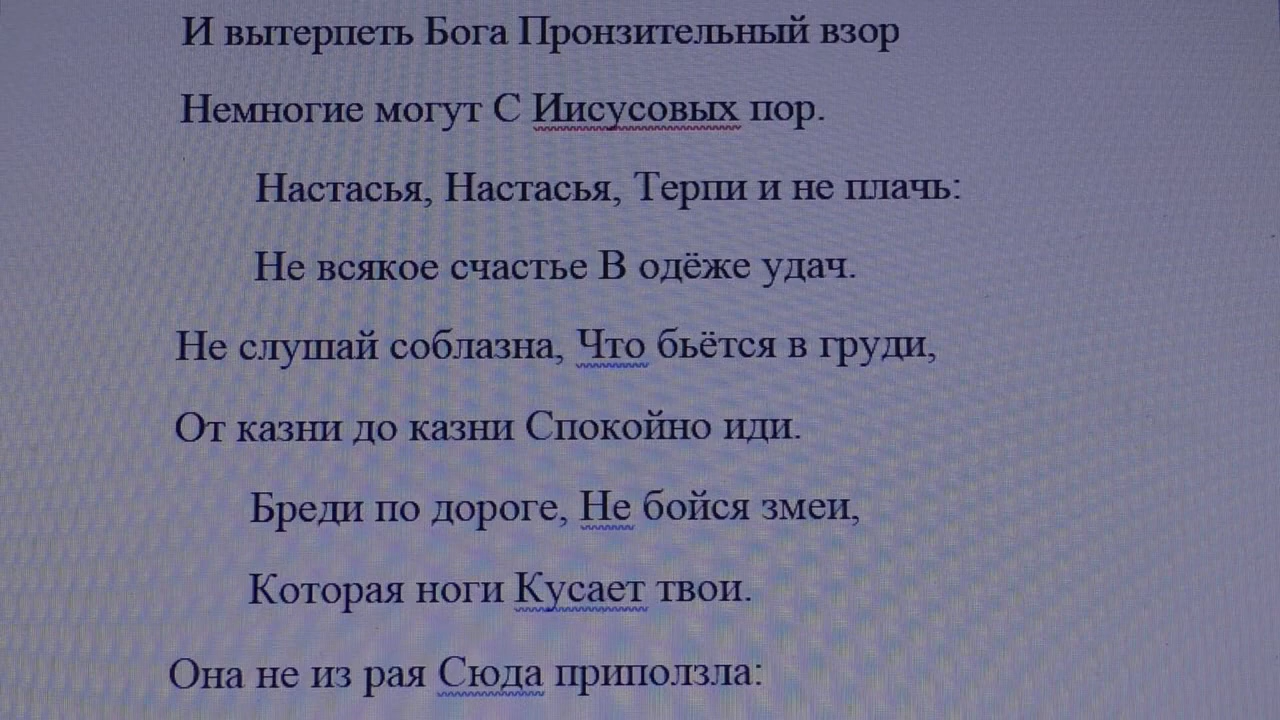 И вытерпеть Бога Пронзительный взор
Немногие могут С Иисусовых пор.
Настасья, Настасья, Терпи и не плачь:
Не всякое счастье В одёже удач.
Не слушай соблазна, Что бьётся в груди,
От казни до казни Спокойно иди.
Бреди по дороге, Не бойся змеи,
Которая ноги Кусает твои.
Она не из рая Сюда приползла: